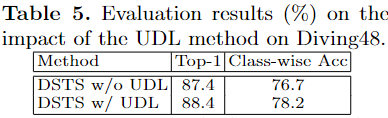 Table 5. Evaluation results (%) on the
impact of the UDL method on Diving48.
Method Top-1 Class-wise Acc
DSTS w/o UDL 87.4 76.7
DSTS w/ UDL 88.4 78.2